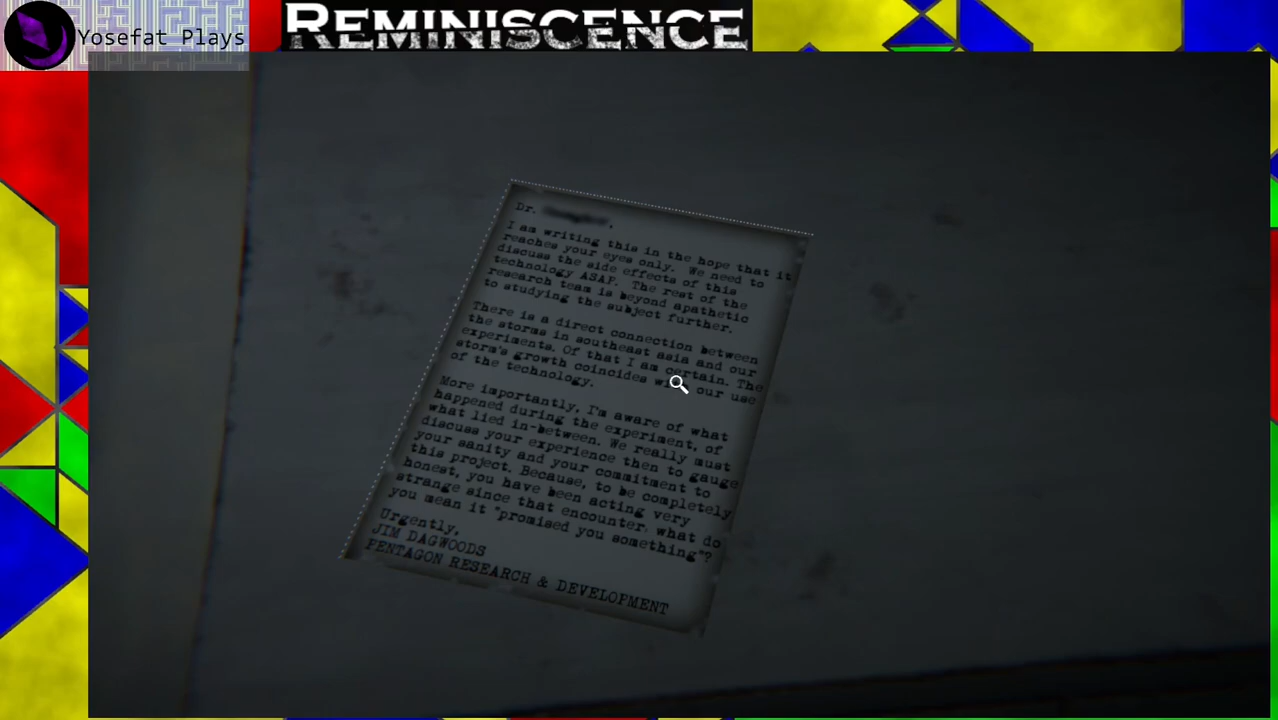 Yosefat Plays
REMINISCENCE
Dr.
I am writing this in the hope that it
reaches your eyes only. We need to
discuss the side effects of this
technology ASAP. The rest of the
research team is beyond apathetic
to studying the subject further.
There is a direct connection between
the storms in southeast asia and our
experiments. Of that I am certain. The
storm's growth coincides with our use
of the technology.
More importantly, I'm aware of what
happened during the experiment, of
what lied in-between. We really must
discuss your experience then to gauge
your sanity and your commitment to
this project. Because, to be completely
honest, you have been acting very
strange since that encounter. what do
you mean it "promised you something"?
Urgently,
JIM DAGWOODS
PENTAGON RESEARCH & DEVELOPMENT